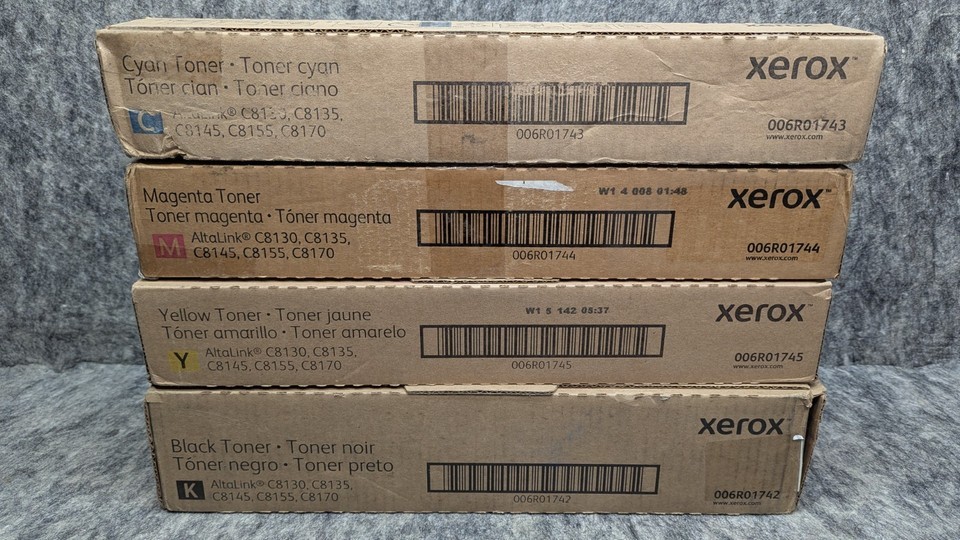 Cyan Toner • Toner cyan
Tóner cian • Toner ciano
C
AltaLink® C8130, C8135,
C8145, C8155, C8170
006R01743
xerox™
006R01743
www.xerox.com
Magenta Toner
Toner magenta • Tóner magenta
M
AltaLink® C8130, C8135,
C8145, C8155, C8170
W1 4 008 01:48
006R01744
xerox™
006R01744
www.xerox.com
Yellow Toner • Toner jaune
Tóner amarillo • Toner amarelo
Y
AltaLink® C8130, C8135,
C8145, C8155, C8170
W1 5 142 05:37
006R01745
xerox™
006R01745
www.xerox.com
Black Toner • Toner noir
Tóner negro • Toner preto
K
AltaLink® C8130, C8135,
C8145, C8155, C8170
006R01742
xerox™
006R01742
www.xerox.com